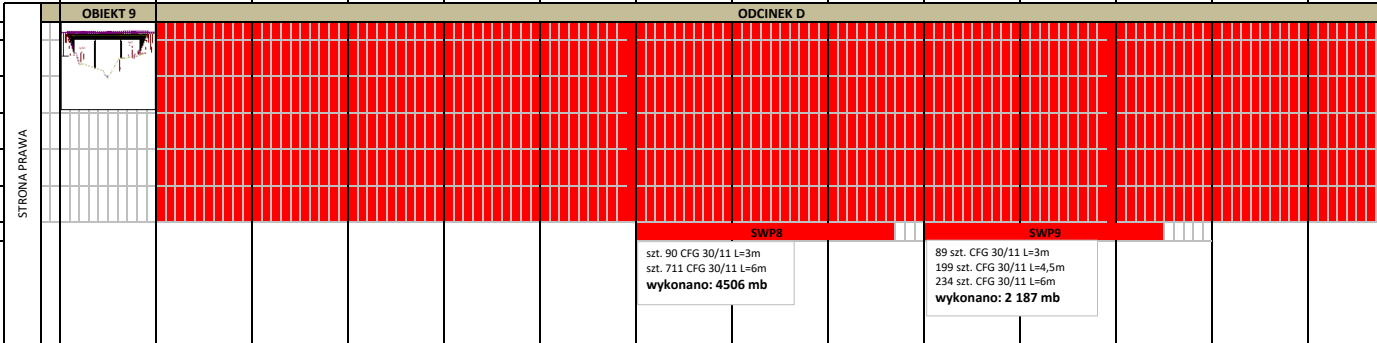 OBIEKT 9
ODCINEK D
STRONA PRAWA
SWP8
SWP9
szt. 90 CFG 30/11 L=3m
szt. 711 CFG 30/11 L=6m
wykonano: 4506 mb
89 szt. CFG 30/11 L=3m
199 szt. CFG 30/11 L=4,5m
234 szt. CFG 30/11 L=6m
wykonano: 2 187 mb